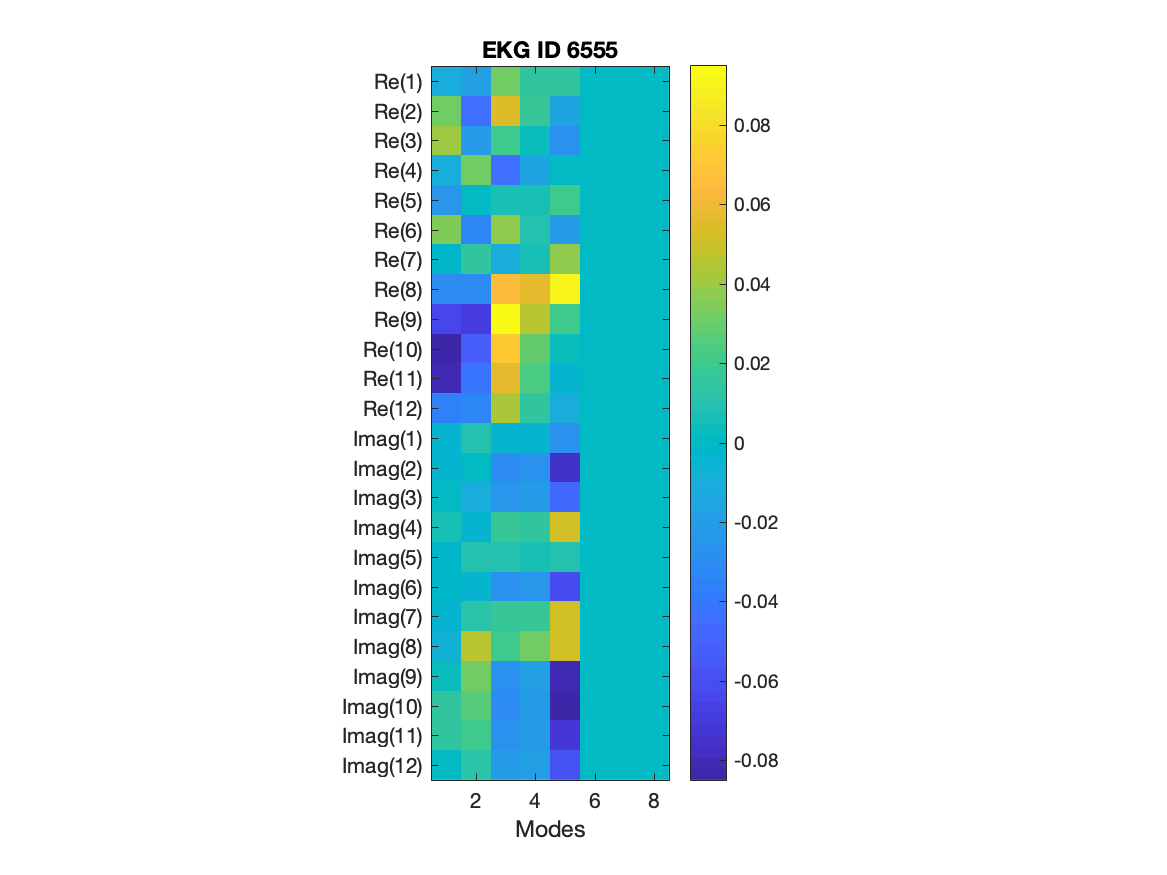 EKG ID 6555
Re(1)
Re(2)
Re(3)
Re(4)
Re(5)
Re(6)
Re(7)
Re(8)
Re(9)
Re(10)
Re(11)
Re(12)
Imag(1)
Imag(2)
Imag(3)
Imag(4)
Imag(5)
Imag(6)
Imag(7)
Imag(8)
Imag(9)
Imag(10)
Imag(11)
Imag(12)
2 4 6 8
Modes
0.08
0.06
0.04
0.02
0
-0.02
-0.04
-0.06
-0.08